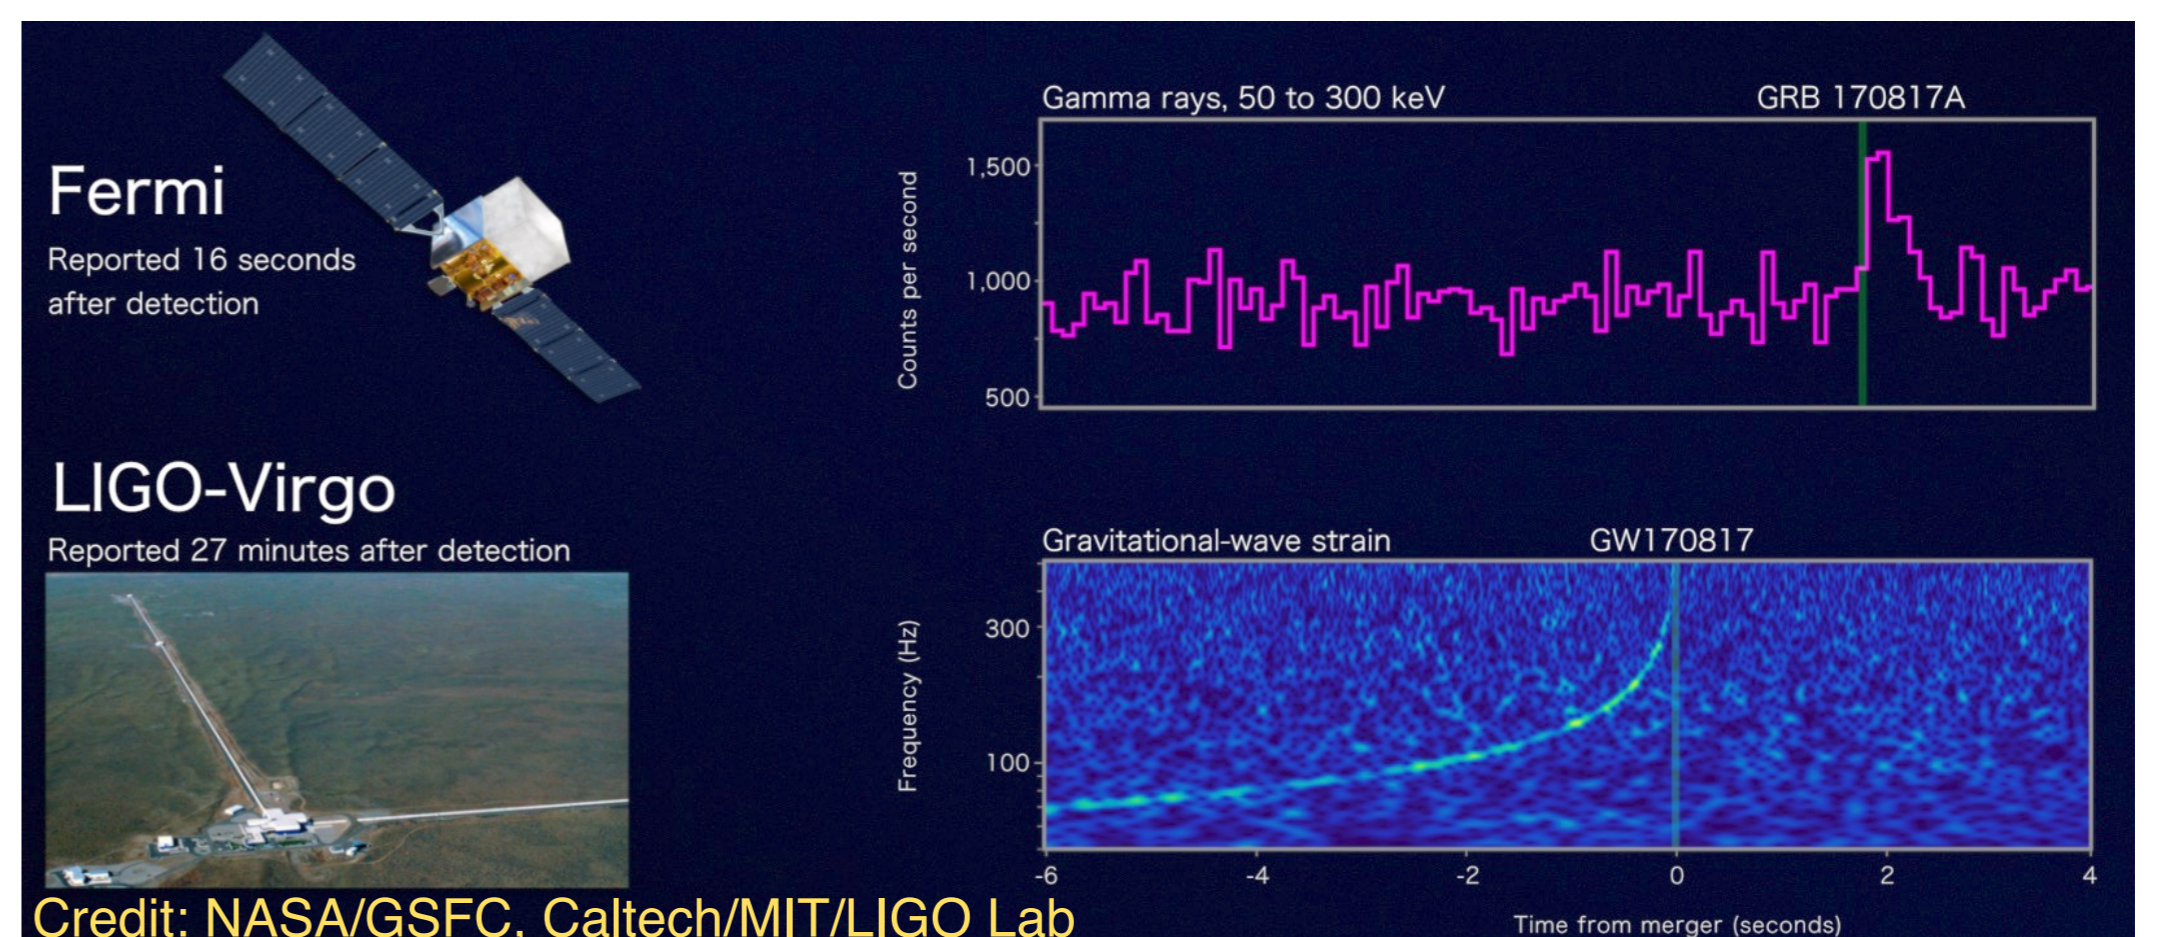 Fermi
Reported 16 seconds
after detection
Gamma rays, 50 to 300 keV
GRB 170817A
Counts per second
1,500
1,000
500
LIGO-Virgo
Reported 27 minutes after detection
Gravitational-wave strain
GW170817
Frequency (Hz)
300
100
-6
-4
-2
0
2
4
Time from merger (seconds)
Credit: NASA/GSFC, Caltech/MIT/LIGO Lab